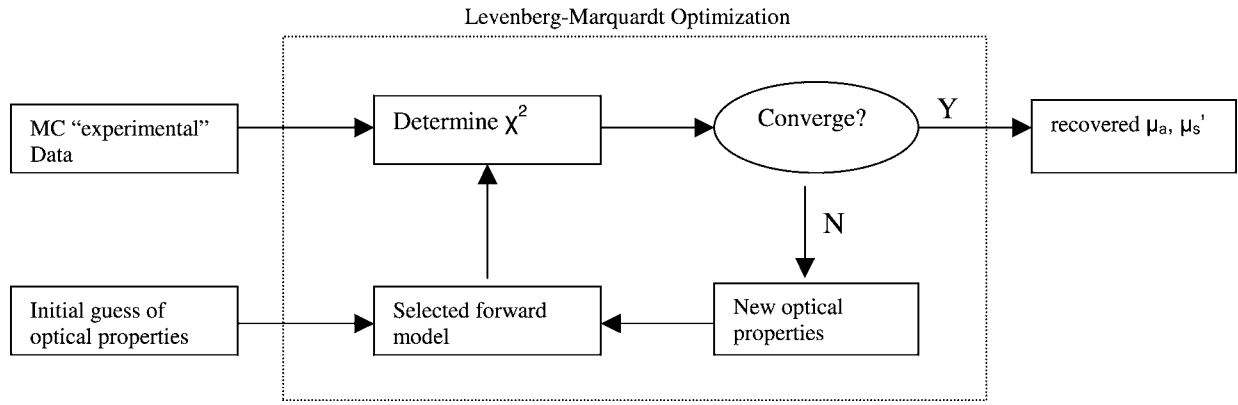 Levenberg-Marquardt Optimization
MC “experimental”
Data
Determine χ²
Converge?
Y
recovered μₐ, μₛ'
N
Initial guess of
optical properties
Selected forward
model
New optical
properties